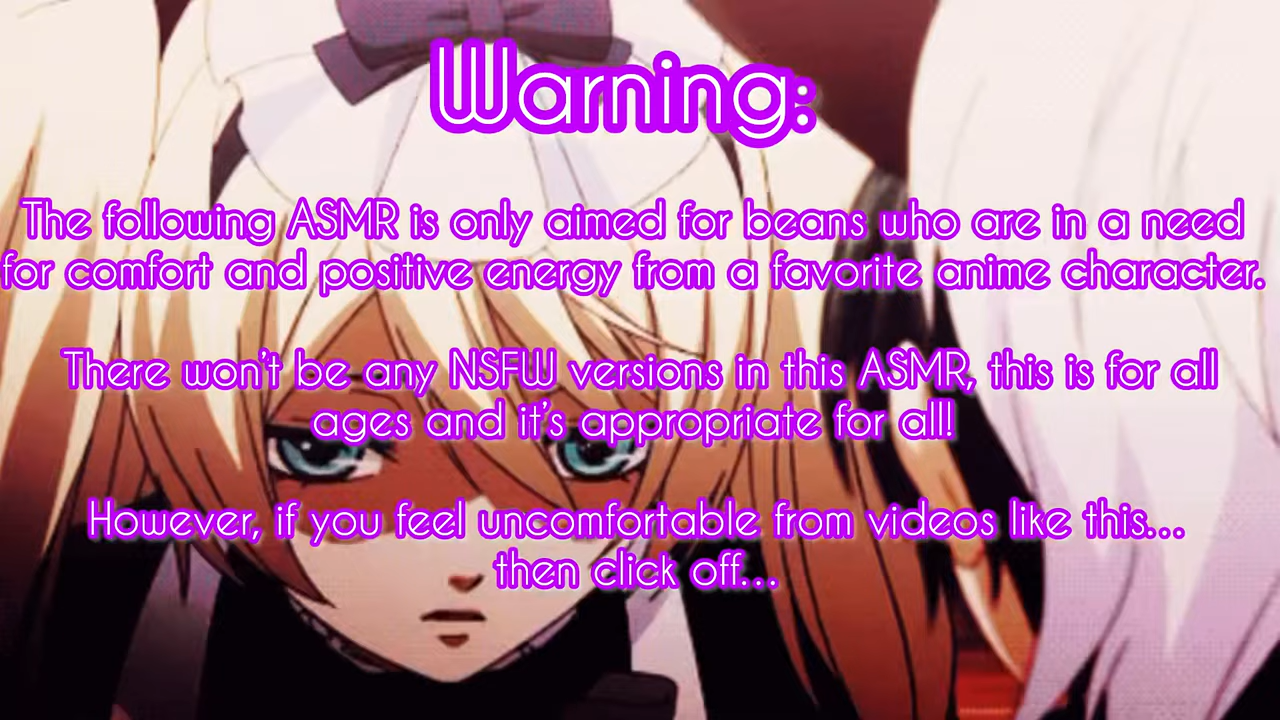 Warning:
The following ASMR is only aimed for beans who are in a need
for comfort and positive energy from a favorite anime character.
There won't be any NSFW versions in this ASMR, this is for all
ages and it's appropriate for all!
However, if you feel uncomfortable from videos like this...
then click off...